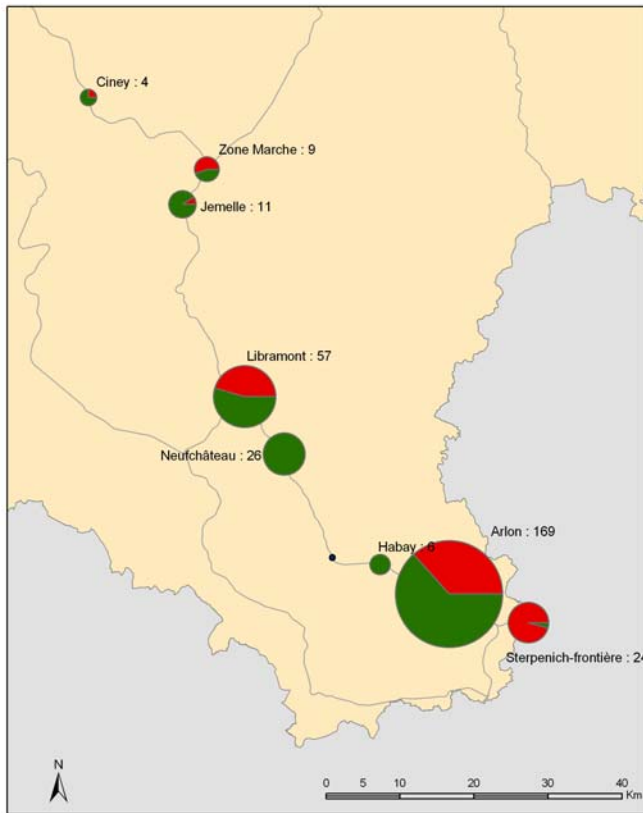 Ciney : 4
Zone Marche : 9
Jemelle : 11
Libramont : 57
Neufchâteau : 26
Arlon : 169
Habay : 6
Sterpenich-frontière : 24
N
0 5 10 20 30 40
Km